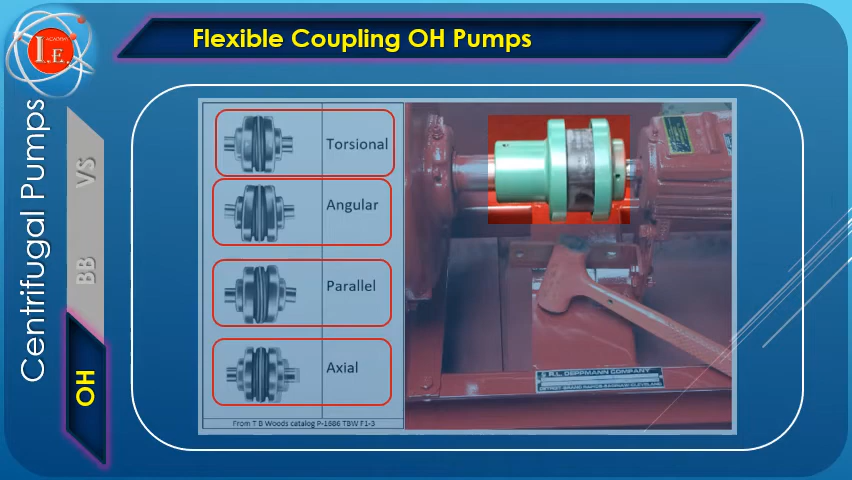 Flexible Coupling OH Pumps
ACADEMY
I.E.
Centrifugal Pumps
VS
BB
OH
Torsional
Angular
Parallel
Axial
From T B Woods catalog P-1686 TBW F1-3
R.L. DEPPMANN COMPANY